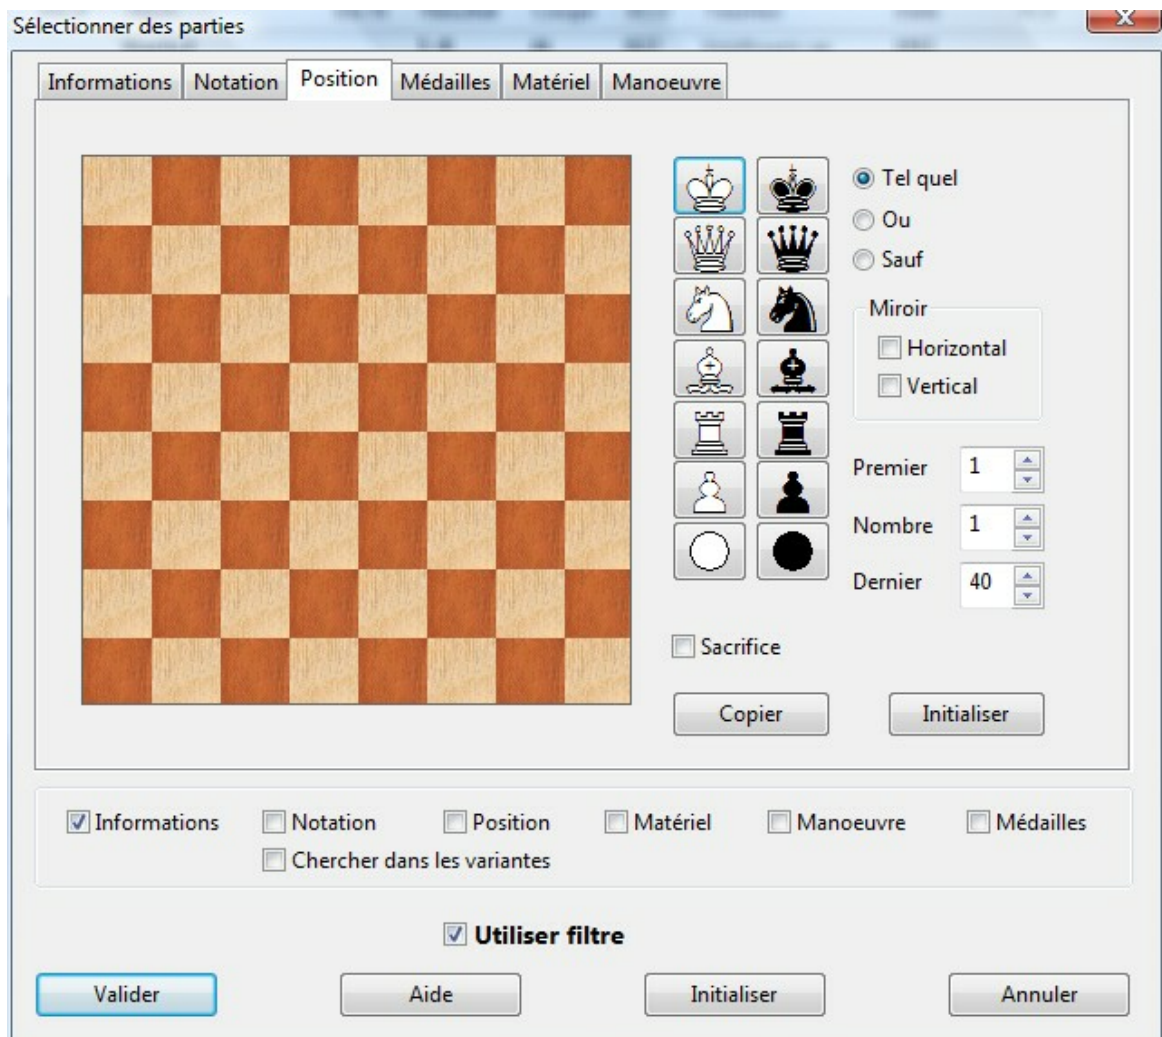 Sélectionner des parties
Informations Notation Position Médailles Matériel Manoeuvre
Tel quel
Ou
Sauf
Miroir
Horizontal
Vertical
Premier 1
Nombre 1
Dernier 40
Sacrifice
Copier Initialiser
Informations Notation Position Matériel Manoeuvre Médailles
Chercher dans les variantes
Utiliser filtre
Valider Aide Initialiser Annuler